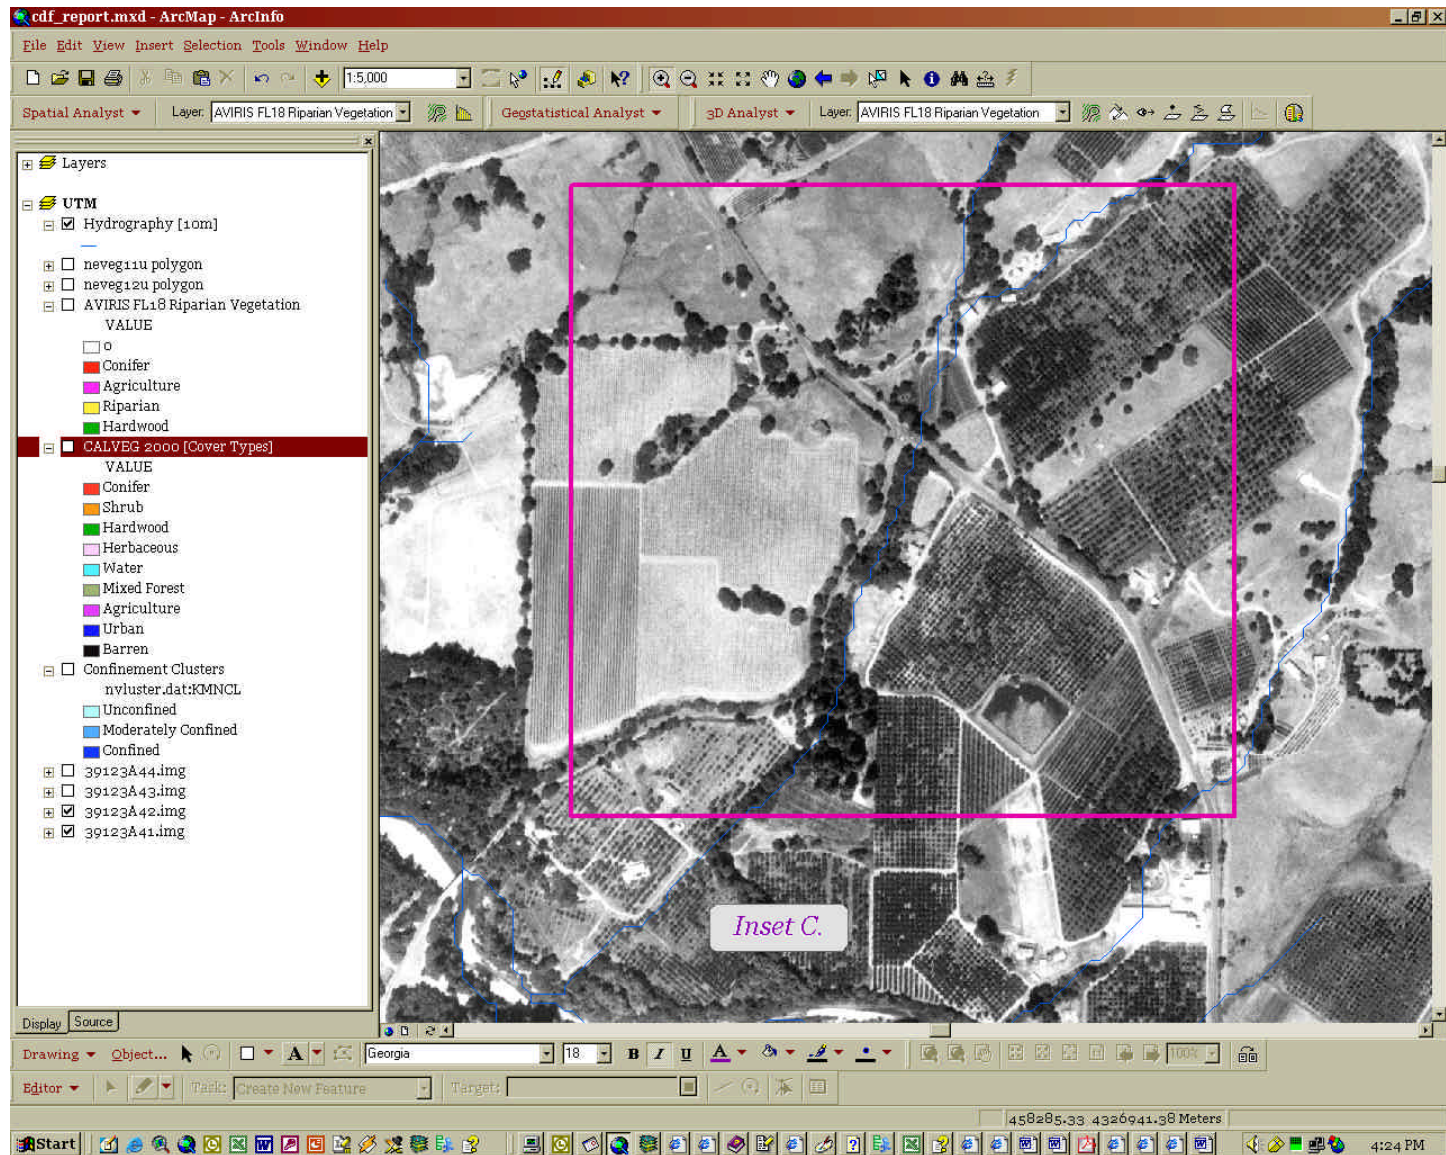 cdf_report.mxd - ArcMap - ArcInfo
File Edit View Insert Selection Tools Window Help
1:5,000
Spatial Analyst Layer: AVIRIS FL18 Riparian Vegetation Geostatistical Analyst 3D Analyst Layer: AVIRIS FL18 Riparian Vegetation
Layers
UTM
Hydrography [10m]
neveg11u polygon
neveg12u polygon
AVIRIS FL18 Riparian Vegetation
VALUE
0
Conifer
Agriculture
Riparian
Hardwood
CALVEG 2000 [Cover Types]
VALUE
Conifer
Shrub
Hardwood
Herbaceous
Water
Mixed Forest
Agriculture
Urban
Barren
Confinement Clusters
nvluster.dat:KMNCL
Unconfined
Moderately Confined
Confined
39123A44.img
39123A43.img
39123A42.img
39123A41.img
Inset C.
Display Source
Drawing Object... A Georgia 18 B I U A 100%
Editor Task: Create New Feature Target:
458285.33 4326941.38 Meters
Start 4:24 PM